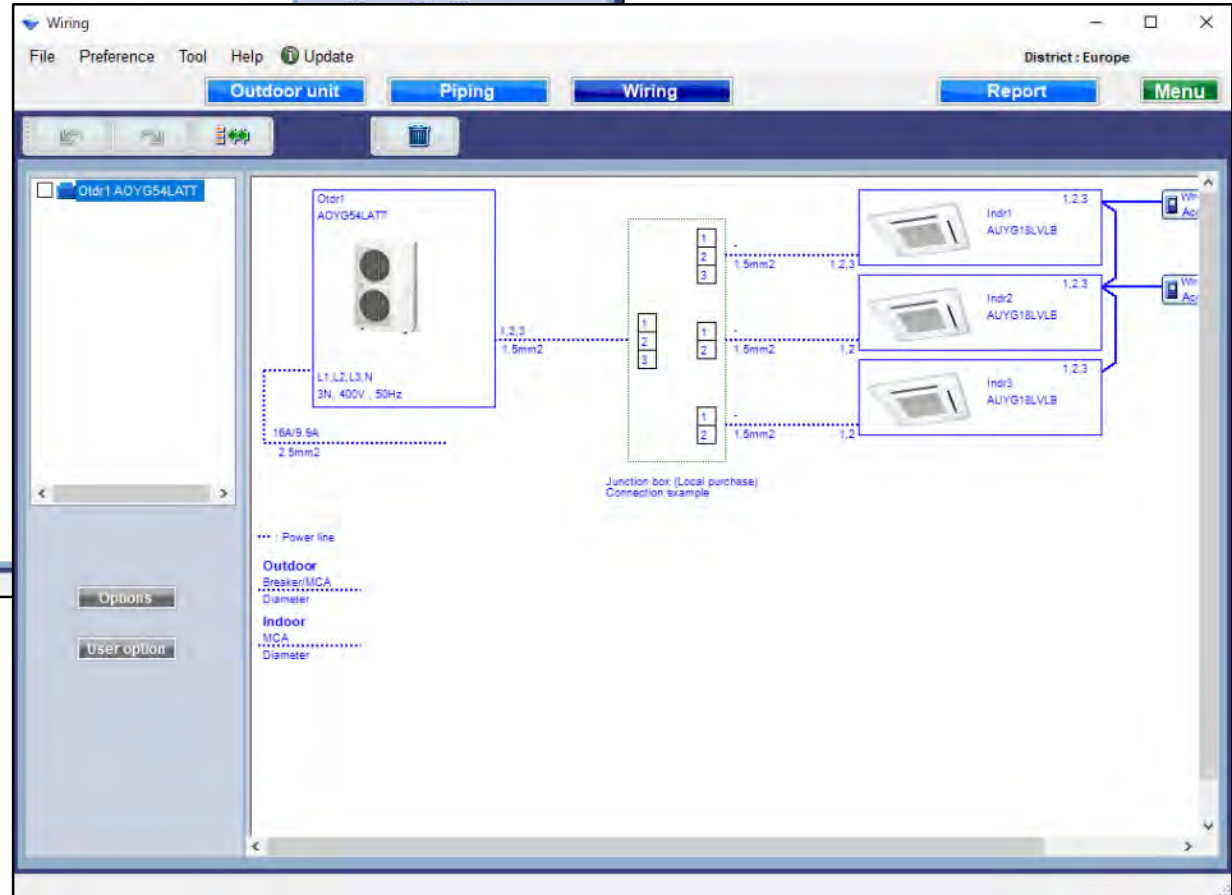 Wiring
File Preference Tool Help Update
District : Europe
Outdoor unit Piping Wiring Report Menu
Otdr1 AOYG54LATT
Otdr1
AOYG54LATT
L1,L2,L3,N
3N, 400V , 50Hz
16A/9.9A
2.5mm2
1,2,3
1.5mm2
1
2
3
1
2
3
1
2
1
2
-
1.5mm2 1,2,3
-
1.5mm2 1,2
-
1.5mm2 1,2
1,2,3
Indr1
AUYG18LVLB
1,2,3
Indr2
AUYG18LVLB
1,2,3
Indr3
AUYG18LVLB
Junction box (Local purchase)
Connection example
: Power line
Outdoor
Breaker/MCA
Diameter
Indoor
MCA
Diameter
Options
User option